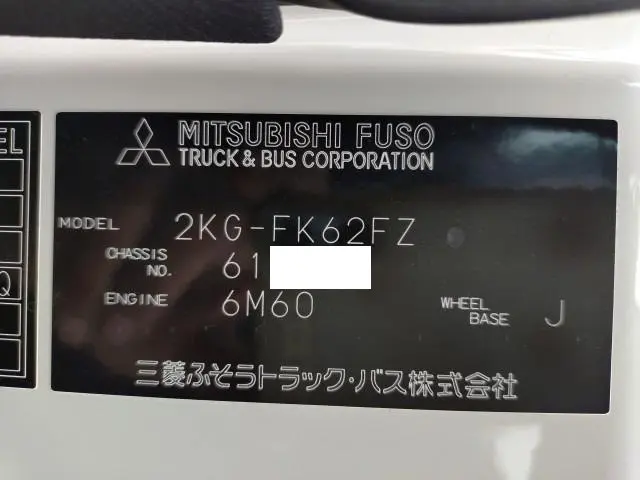 EL
Q
MITSUBISHI FUSO
TRUCK & BUS CORPORATION
MODEL 2KG-FK62FZ
CHASSIS NO. 61
ENGINE 6M60
WHEEL BASE J
三菱ふそうトラック・バス株式会社